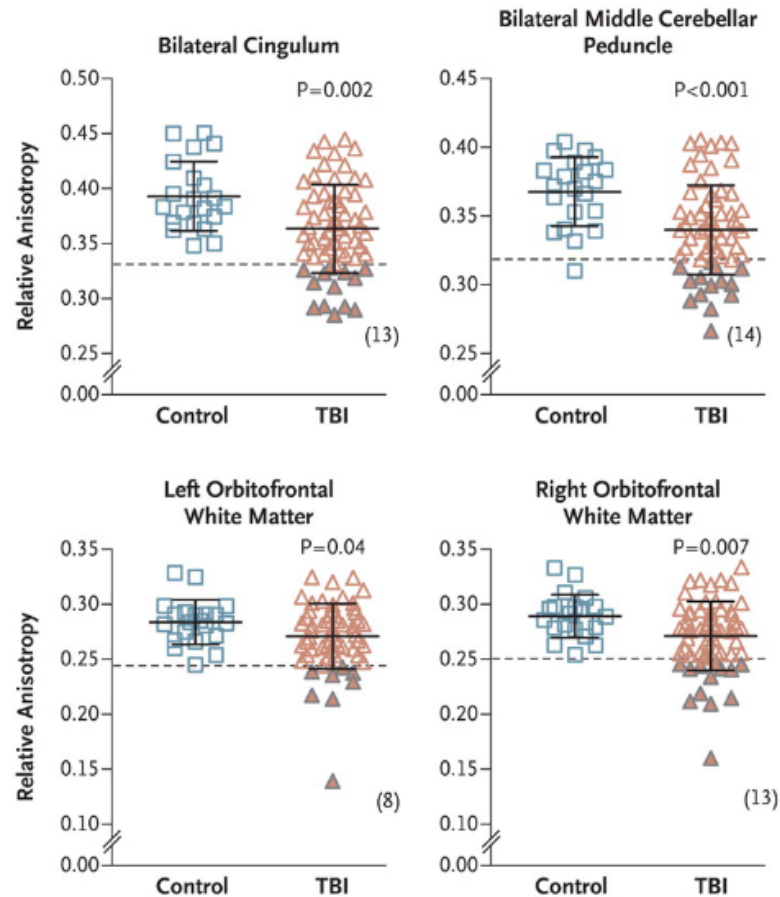 Bilateral Cingulum
Bilateral Middle Cerebellar
Peduncle
P=0.002
P<0.001
Relative Anisotropy
0.50
0.45
0.40
0.35
0.30
0.25
0.00
(13)
Control
TBI
0.45
0.40
0.35
0.30
0.25
0.00
(14)
Control
TBI
Left Orbitofrontal
White Matter
P=0.04
Right Orbitofrontal
White Matter
P=0.007
Relative Anisotropy
0.35
0.30
0.25
0.20
0.15
0.10
0.00
(8)
Control
TBI
0.35
0.30
0.25
0.20
0.15
0.10
0.00
(13)
Control
TBI